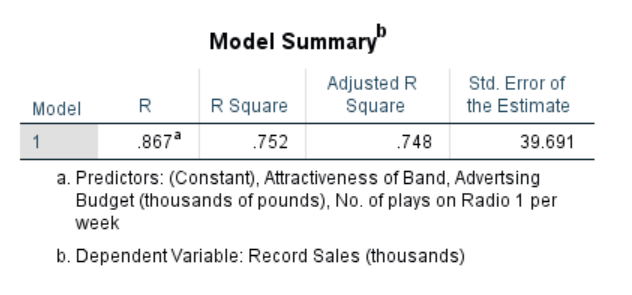 Model Summaryb
Model R R Square Adjusted R Square Std. Error of the Estimate
1 .867a .752 .748 39.691
a. Predictors: (Constant), Attractiveness of Band, Advertsing
Budget (thousands of pounds), No. of plays on Radio 1 per
week
b. Dependent Variable: Record Sales (thousands)